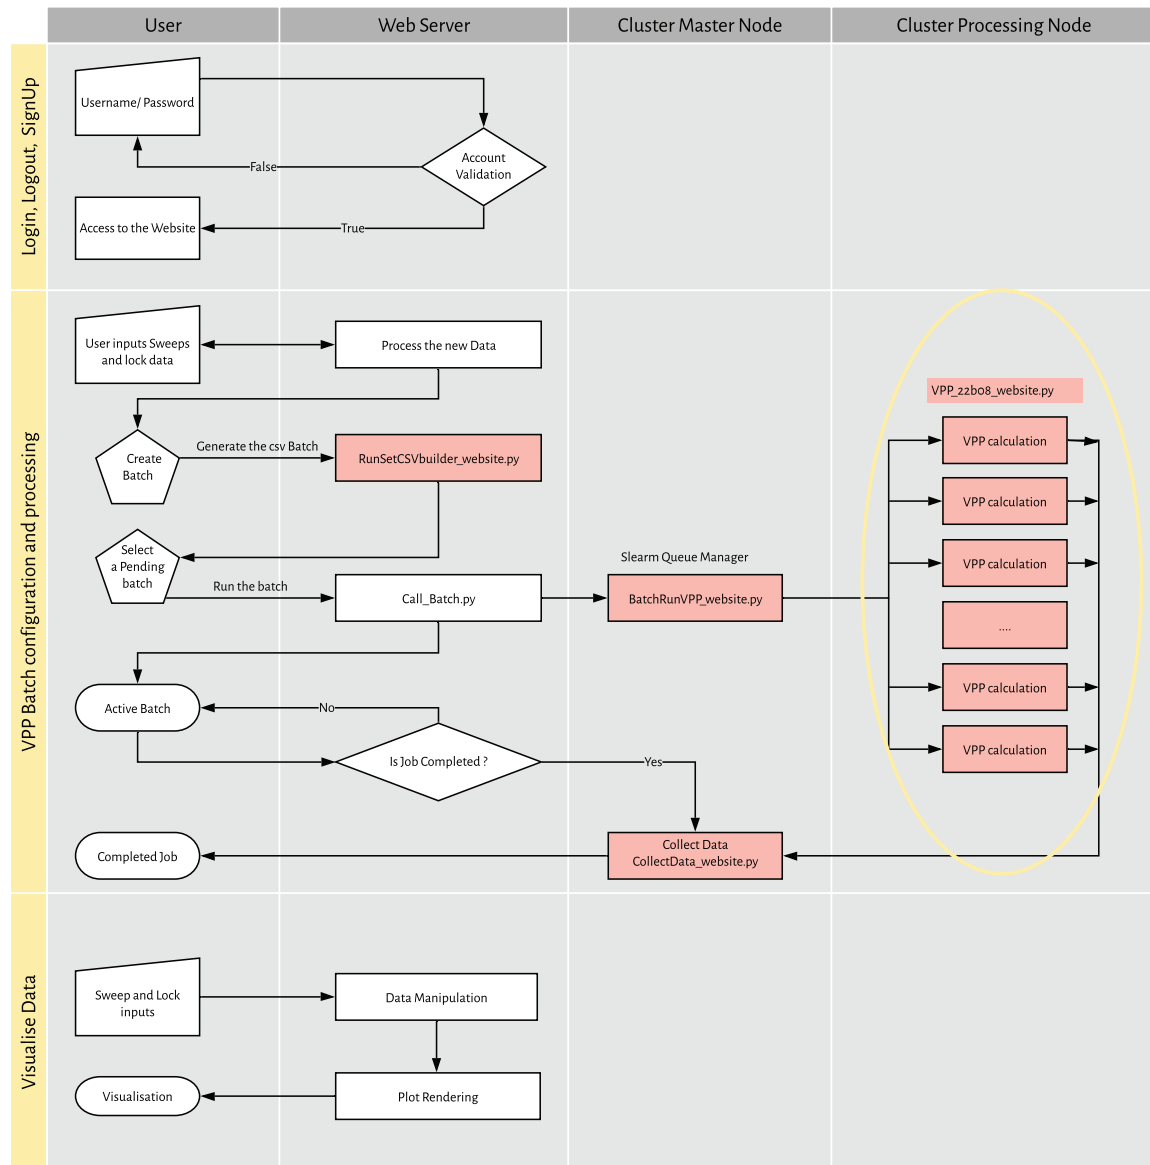 User
Web Server
Cluster Master Node
Cluster Processing Node
Login, Logout, SignUp
Username/ Password
Account
Validation
False
Access to the Website
True
VPP Batch configuration and processing
User inputs Sweeps
and lock data
Process the new Data
VPP_22b08_website.py
Create
Batch
Generate the csv Batch
RunSetCSVbuilder_website.py
VPP calculation
VPP calculation
Select
a Pending
batch
Run the batch
Call_Batch.py
Slearm Queue Manager
BatchRunVPP_website.py
VPP calculation
....
VPP calculation
VPP calculation
Active Batch
No
Is Job Completed ?
Yes
Completed Job
Collect Data
CollectData_website.py
Visualise Data
Sweep and Lock
inputs
Data Manipulation
Visualisation
Plot Rendering